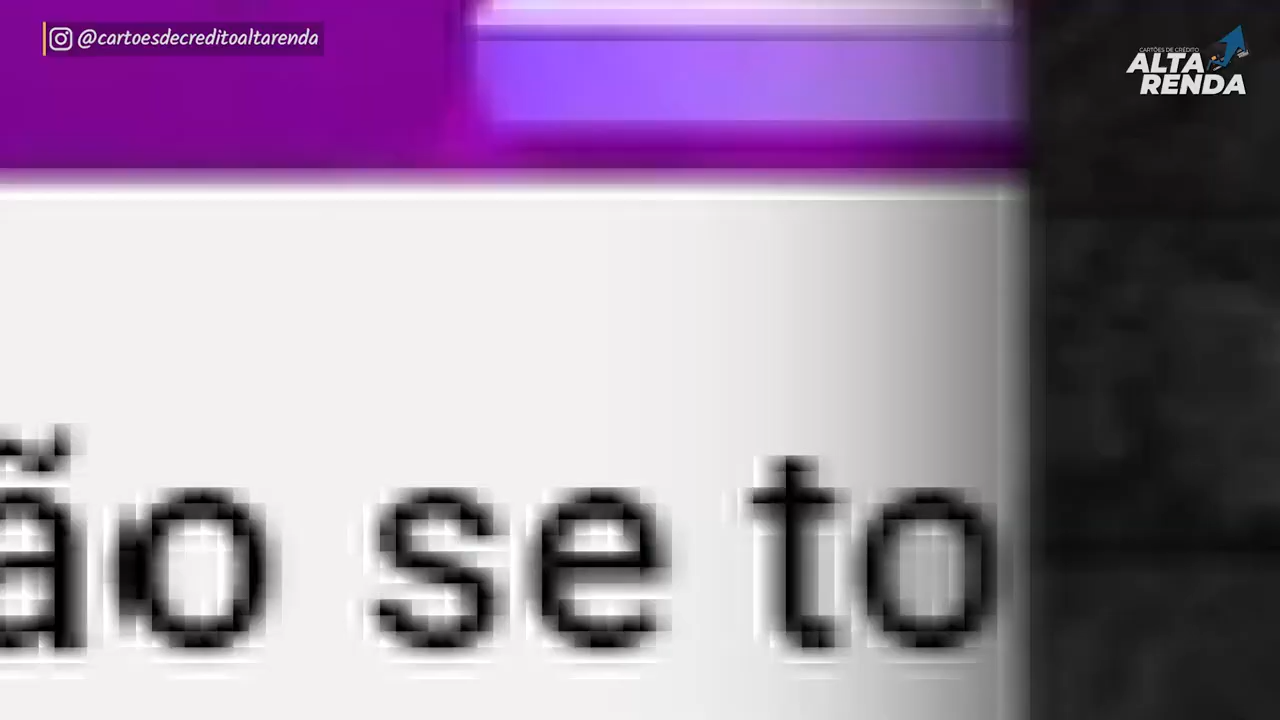 @cartoesdecreditoaltarenda
CARTÕES DE CRÉDITO
ALTA
RENDA
ão se to